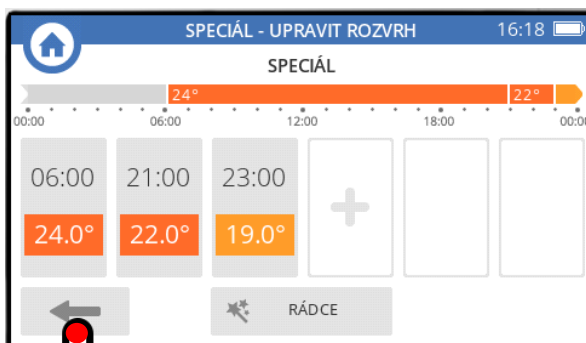 SPECIÁL - UPRAVIT ROZVRH 16:18
SPECIÁL
24° 22°
00:00 06:00 12:00 18:00 00:00
06:00 21:00 23:00
24.0° 22.0° 19.0°
RÁDCE